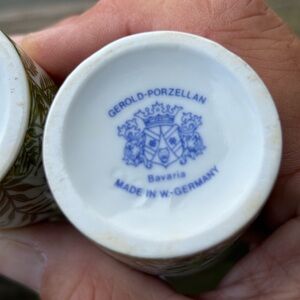 GEROLD-PORZELLAN
Bavaria
MADE IN W.-GERMANY